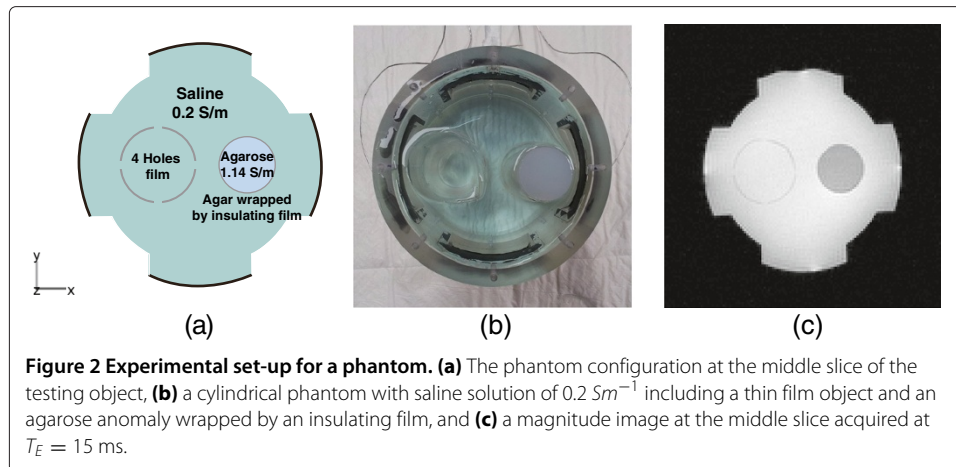 Saline
0.2 S/m
4 Holes
film
Agarose
1.14 S/m
Agar wrapped
by insulating film
y
z
x
(a)
(b)
(c)
Figure 2 Experimental set-up for a phantom. (a) The phantom configuration at the middle slice of the
testing object, (b) a cylindrical phantom with saline solution of 0.2 Sm⁻¹ including a thin film object and an
agarose anomaly wrapped by an insulating film, and (c) a magnitude image at the middle slice acquired at
T_E = 15 ms.